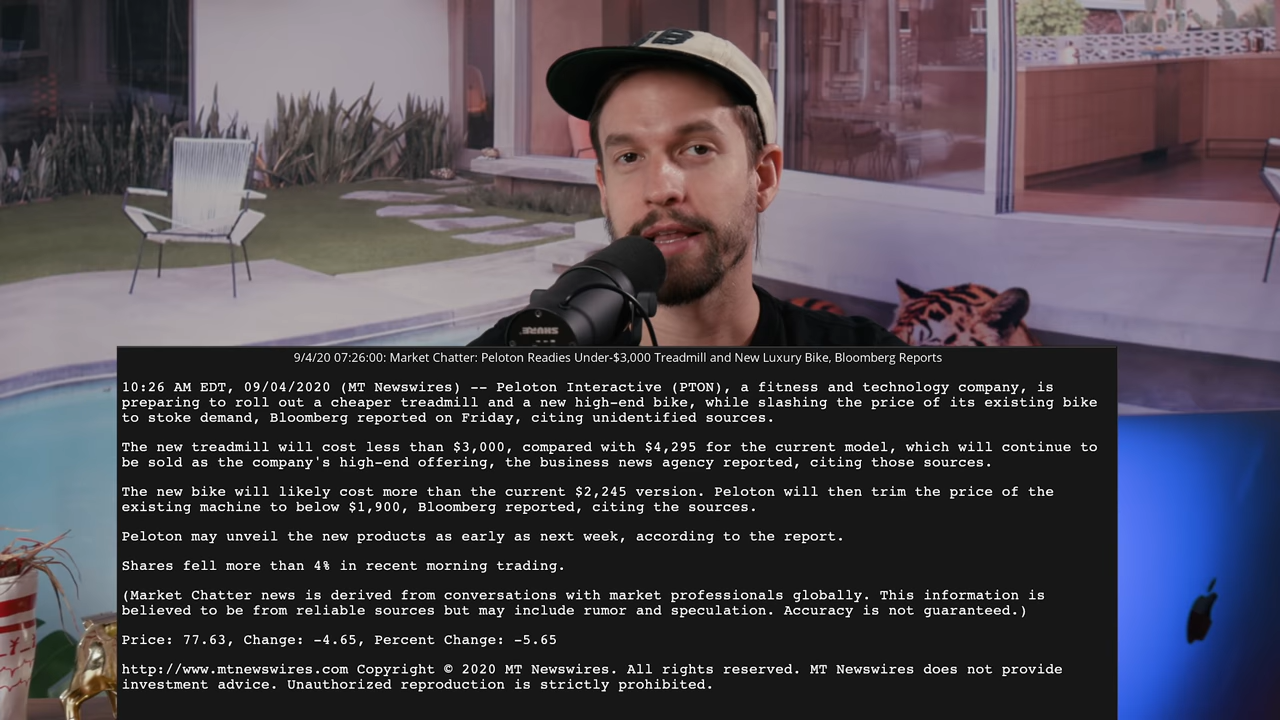 B
SHURE
9/4/20 07:26:00: Market Chatter: Peloton Readies Under-$3,000 Treadmill and New Luxury Bike, Bloomberg Reports
10:26 AM EDT, 09/04/2020 (MT Newswires) -- Peloton Interactive (PTON), a fitness and technology company, is
preparing to roll out a cheaper treadmill and a new high-end bike, while slashing the price of its existing bike
to stoke demand, Bloomberg reported on Friday, citing unidentified sources.
The new treadmill will cost less than $3,000, compared with $4,295 for the current model, which will continue to
be sold as the company's high-end offering, the business news agency reported, citing those sources.
The new bike will likely cost more than the current $2,245 version. Peloton will then trim the price of the
existing machine to below $1,900, Bloomberg reported, citing the sources.
Peloton may unveil the new products as early as next week, according to the report.
Shares fell more than 4% in recent morning trading.
(Market Chatter news is derived from conversations with market professionals globally. This information is
believed to be from reliable sources but may include rumor and speculation. Accuracy is not guaranteed.)
Price: 77.63, Change: -4.65, Percent Change: -5.65
http://www.mtnewswires.com Copyright © 2020 MT Newswires. All rights reserved. MT Newswires does not provide
investment advice. Unauthorized reproduction is strictly prohibited.